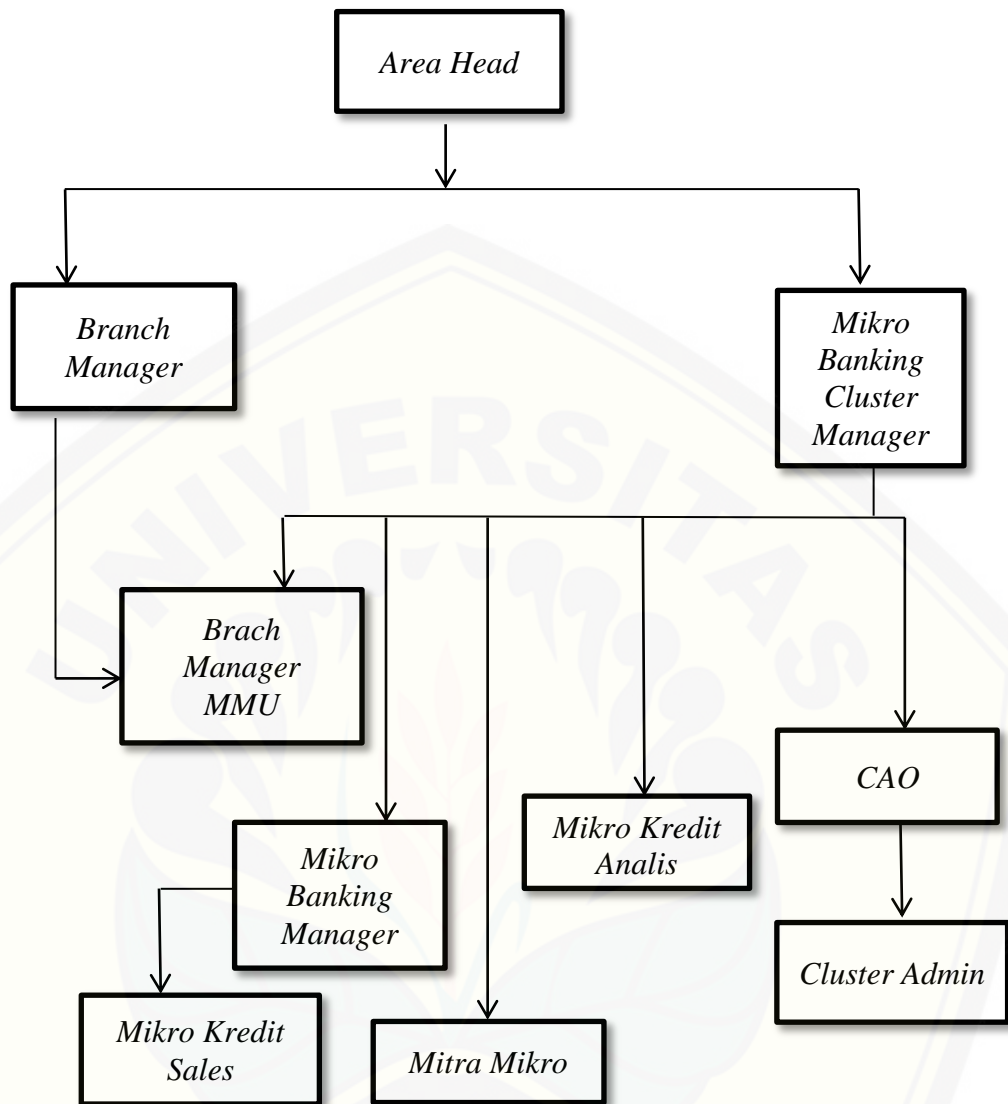 Area Head
Branch
Manager
Mikro
Banking
Cluster
Manager
UNIVERSITAS
Brach
Manager
MMU
CAO
Mikro Kredit
Analis
Mikro
Banking
Manager
Cluster Admin
Mikro Kredit
Sales
Mitra Mikro